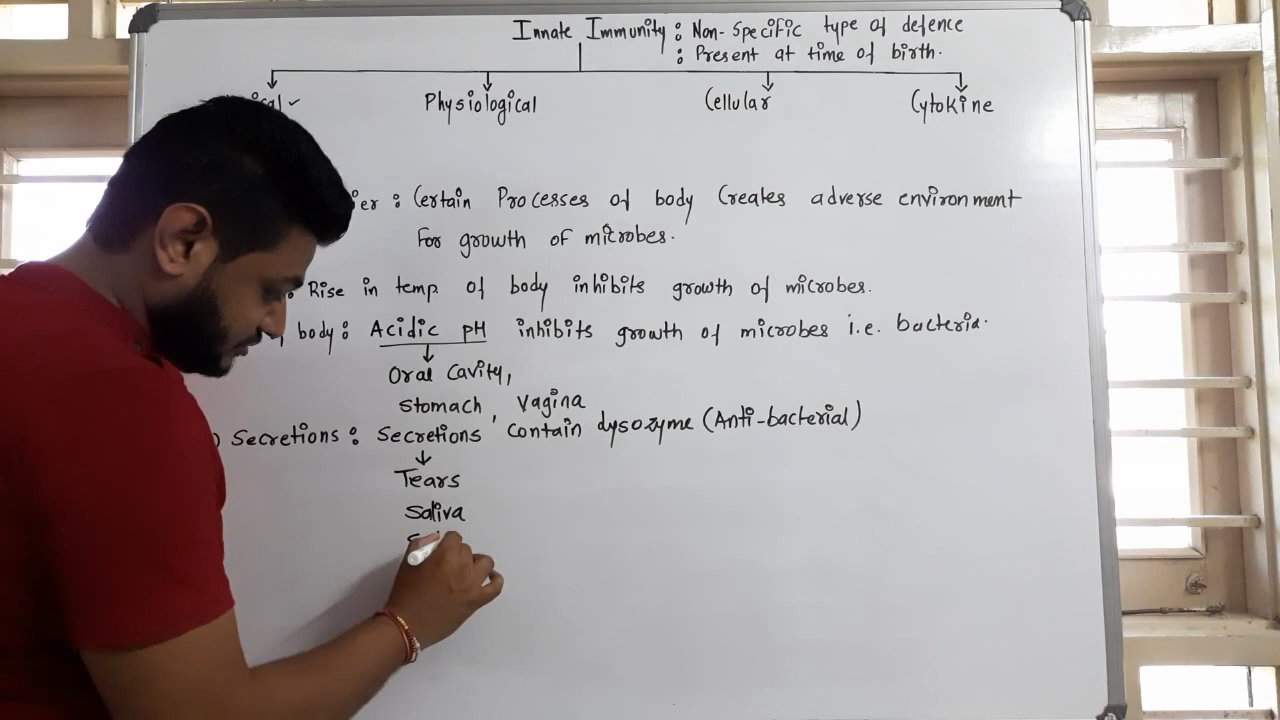 Innate Immunity : Non-Specific type of defence
: Present at time of birth.
Physiological Cellular Cytokine
: Certain Processes of body Creates adverse environment
For growth of microbes.
: Rise in temp. of body inhibits growth of microbes.
body : Acidic pH inhibits growth of microbes i.e. bacteria.
Oral Cavity,
Stomach, Vagina
Secretions : Secretions contain dysozyme (Anti-bacterial)
Tears
Saliva